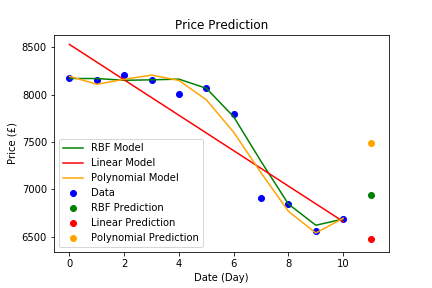 Price Prediction
8500
8000
7500
7000
6500
Price (£)
RBF Model
Linear Model
Polynomial Model
Data
RBF Prediction
Linear Prediction
Polynomial Prediction
0
2
4
6
8
10
Date (Day)